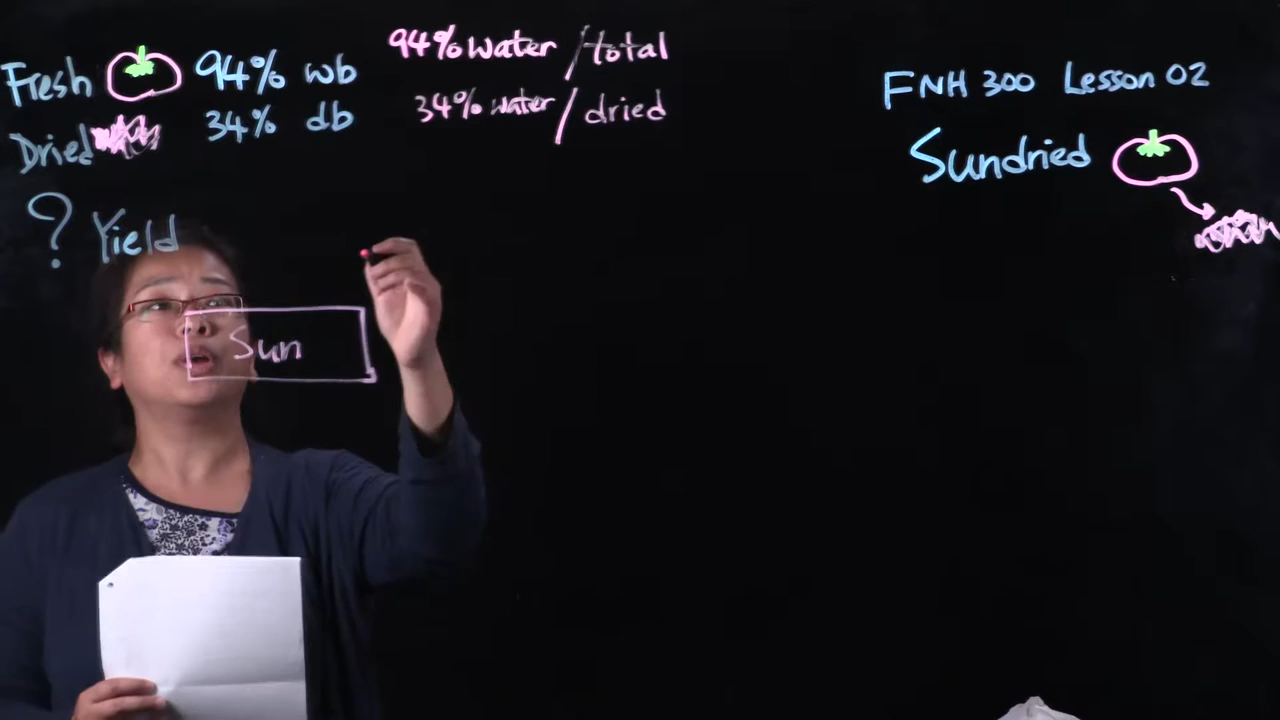 Fresh 94% wb 94% water / total
Dried 34% db 34% water / dried
? Yield
Sun
FNH 300 Lesson 02
Sundried